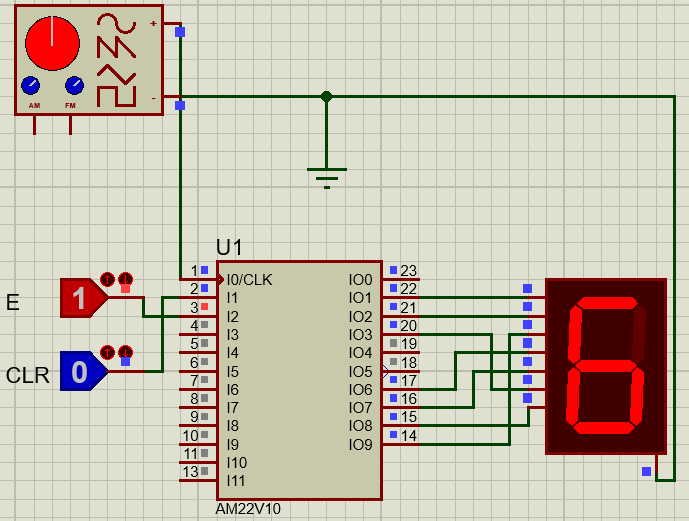 +
-
AM FM
U1
1 I0/CLK IO0 23
2 I1 IO1 22
3 I2 IO2 21
4 I3 IO3 20
5 I4 IO4 19
6 I5 IO5 18
7 I6 IO6 17
8 I7 IO7 16
9 I8 IO8 15
10 I9 IO9 14
11 I10
13 I11
AM22V10
E 1
CLR 0
6